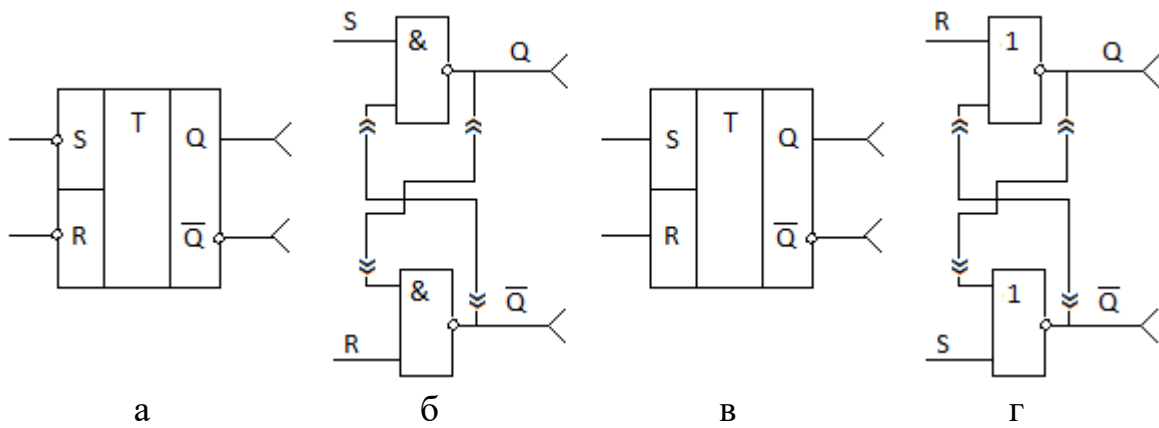 S T Q
R Q̅
а
S & Q
& Q̅
R
б
S T Q
R Q̅
в
R 1 Q
1 Q̅
S
г